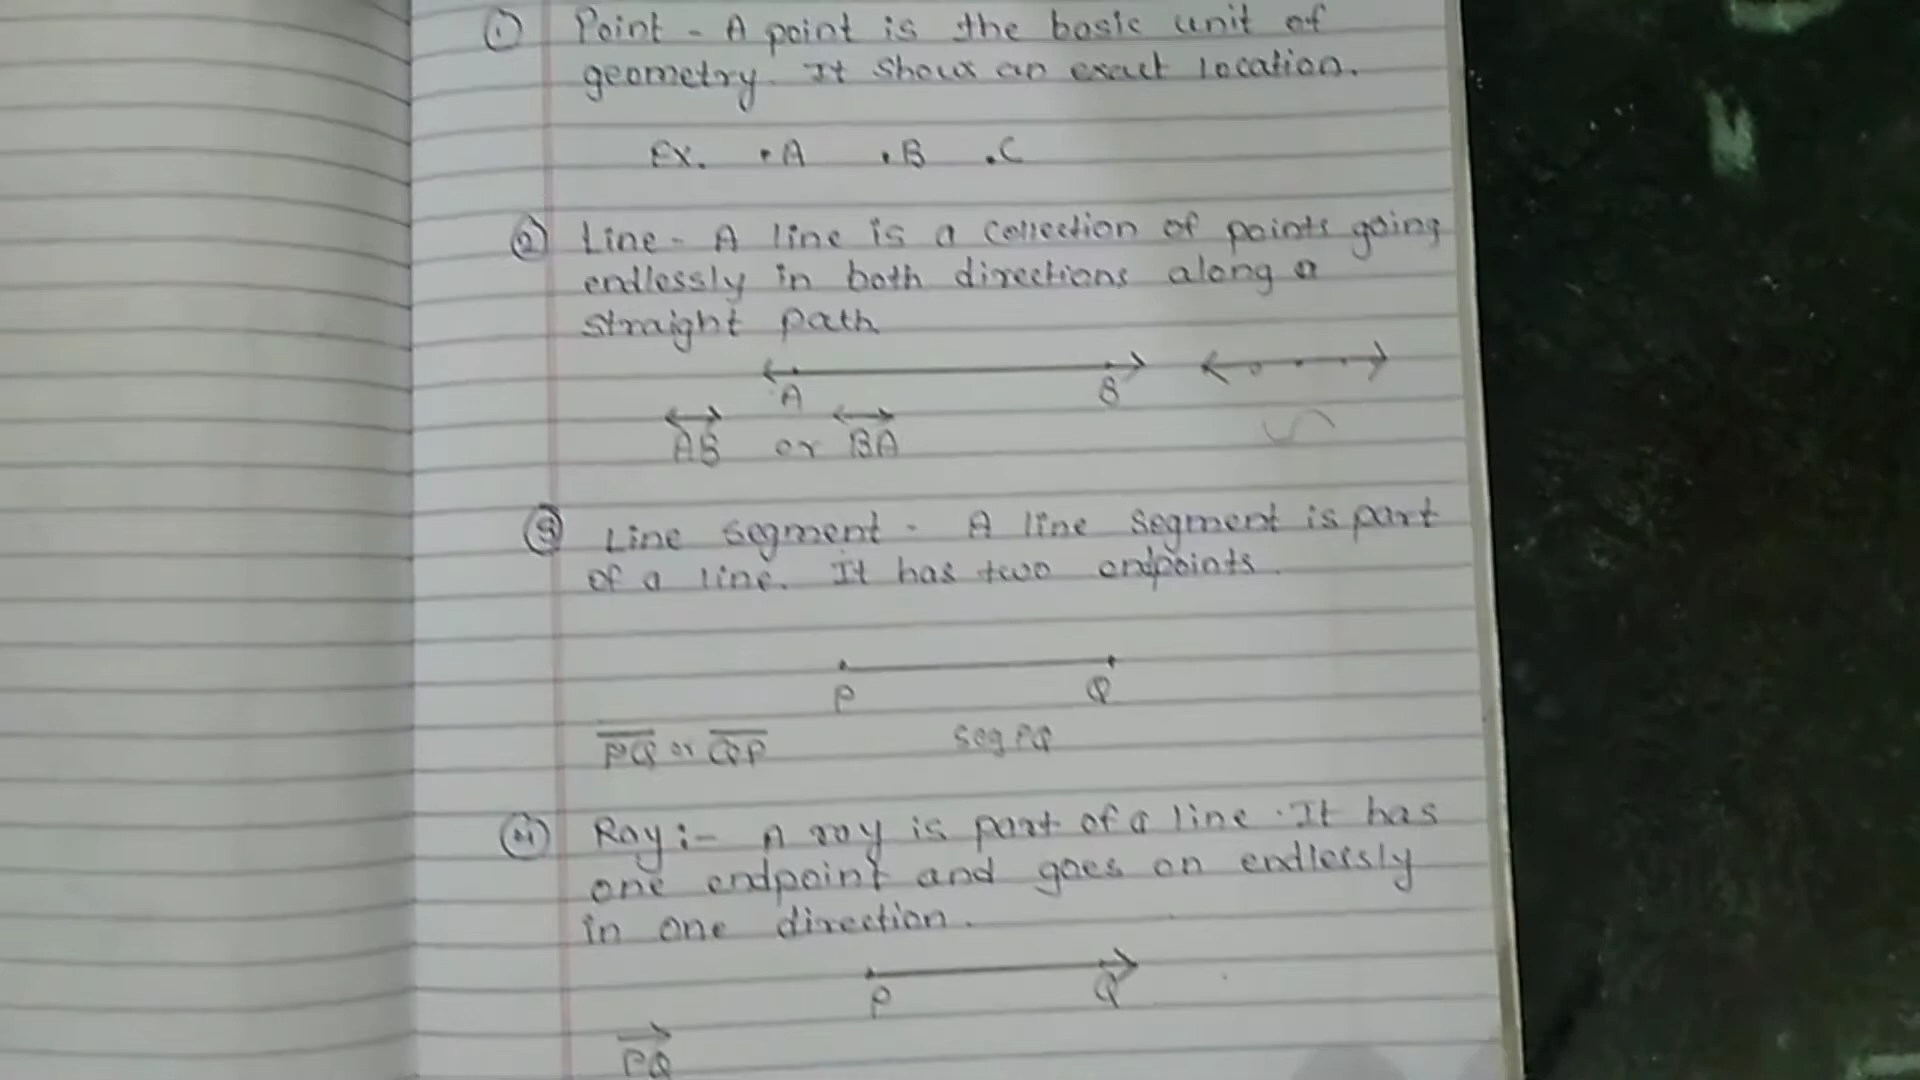 ① Point - A point is the basic unit of
geometry. It shows an exact location.
Ex. .A .B .C
② Line - A line is a collection of points going
endlessly in both directions along a
straight path
A B
AB or BA
③ Line segment - A line segment is part
of a line. It has two endpoints.
P Q
PQ or QP seg PQ
④ Ray :- A ray is part of a line. It has
one endpoint and goes on endlessly
in one direction.
P Q
PQ